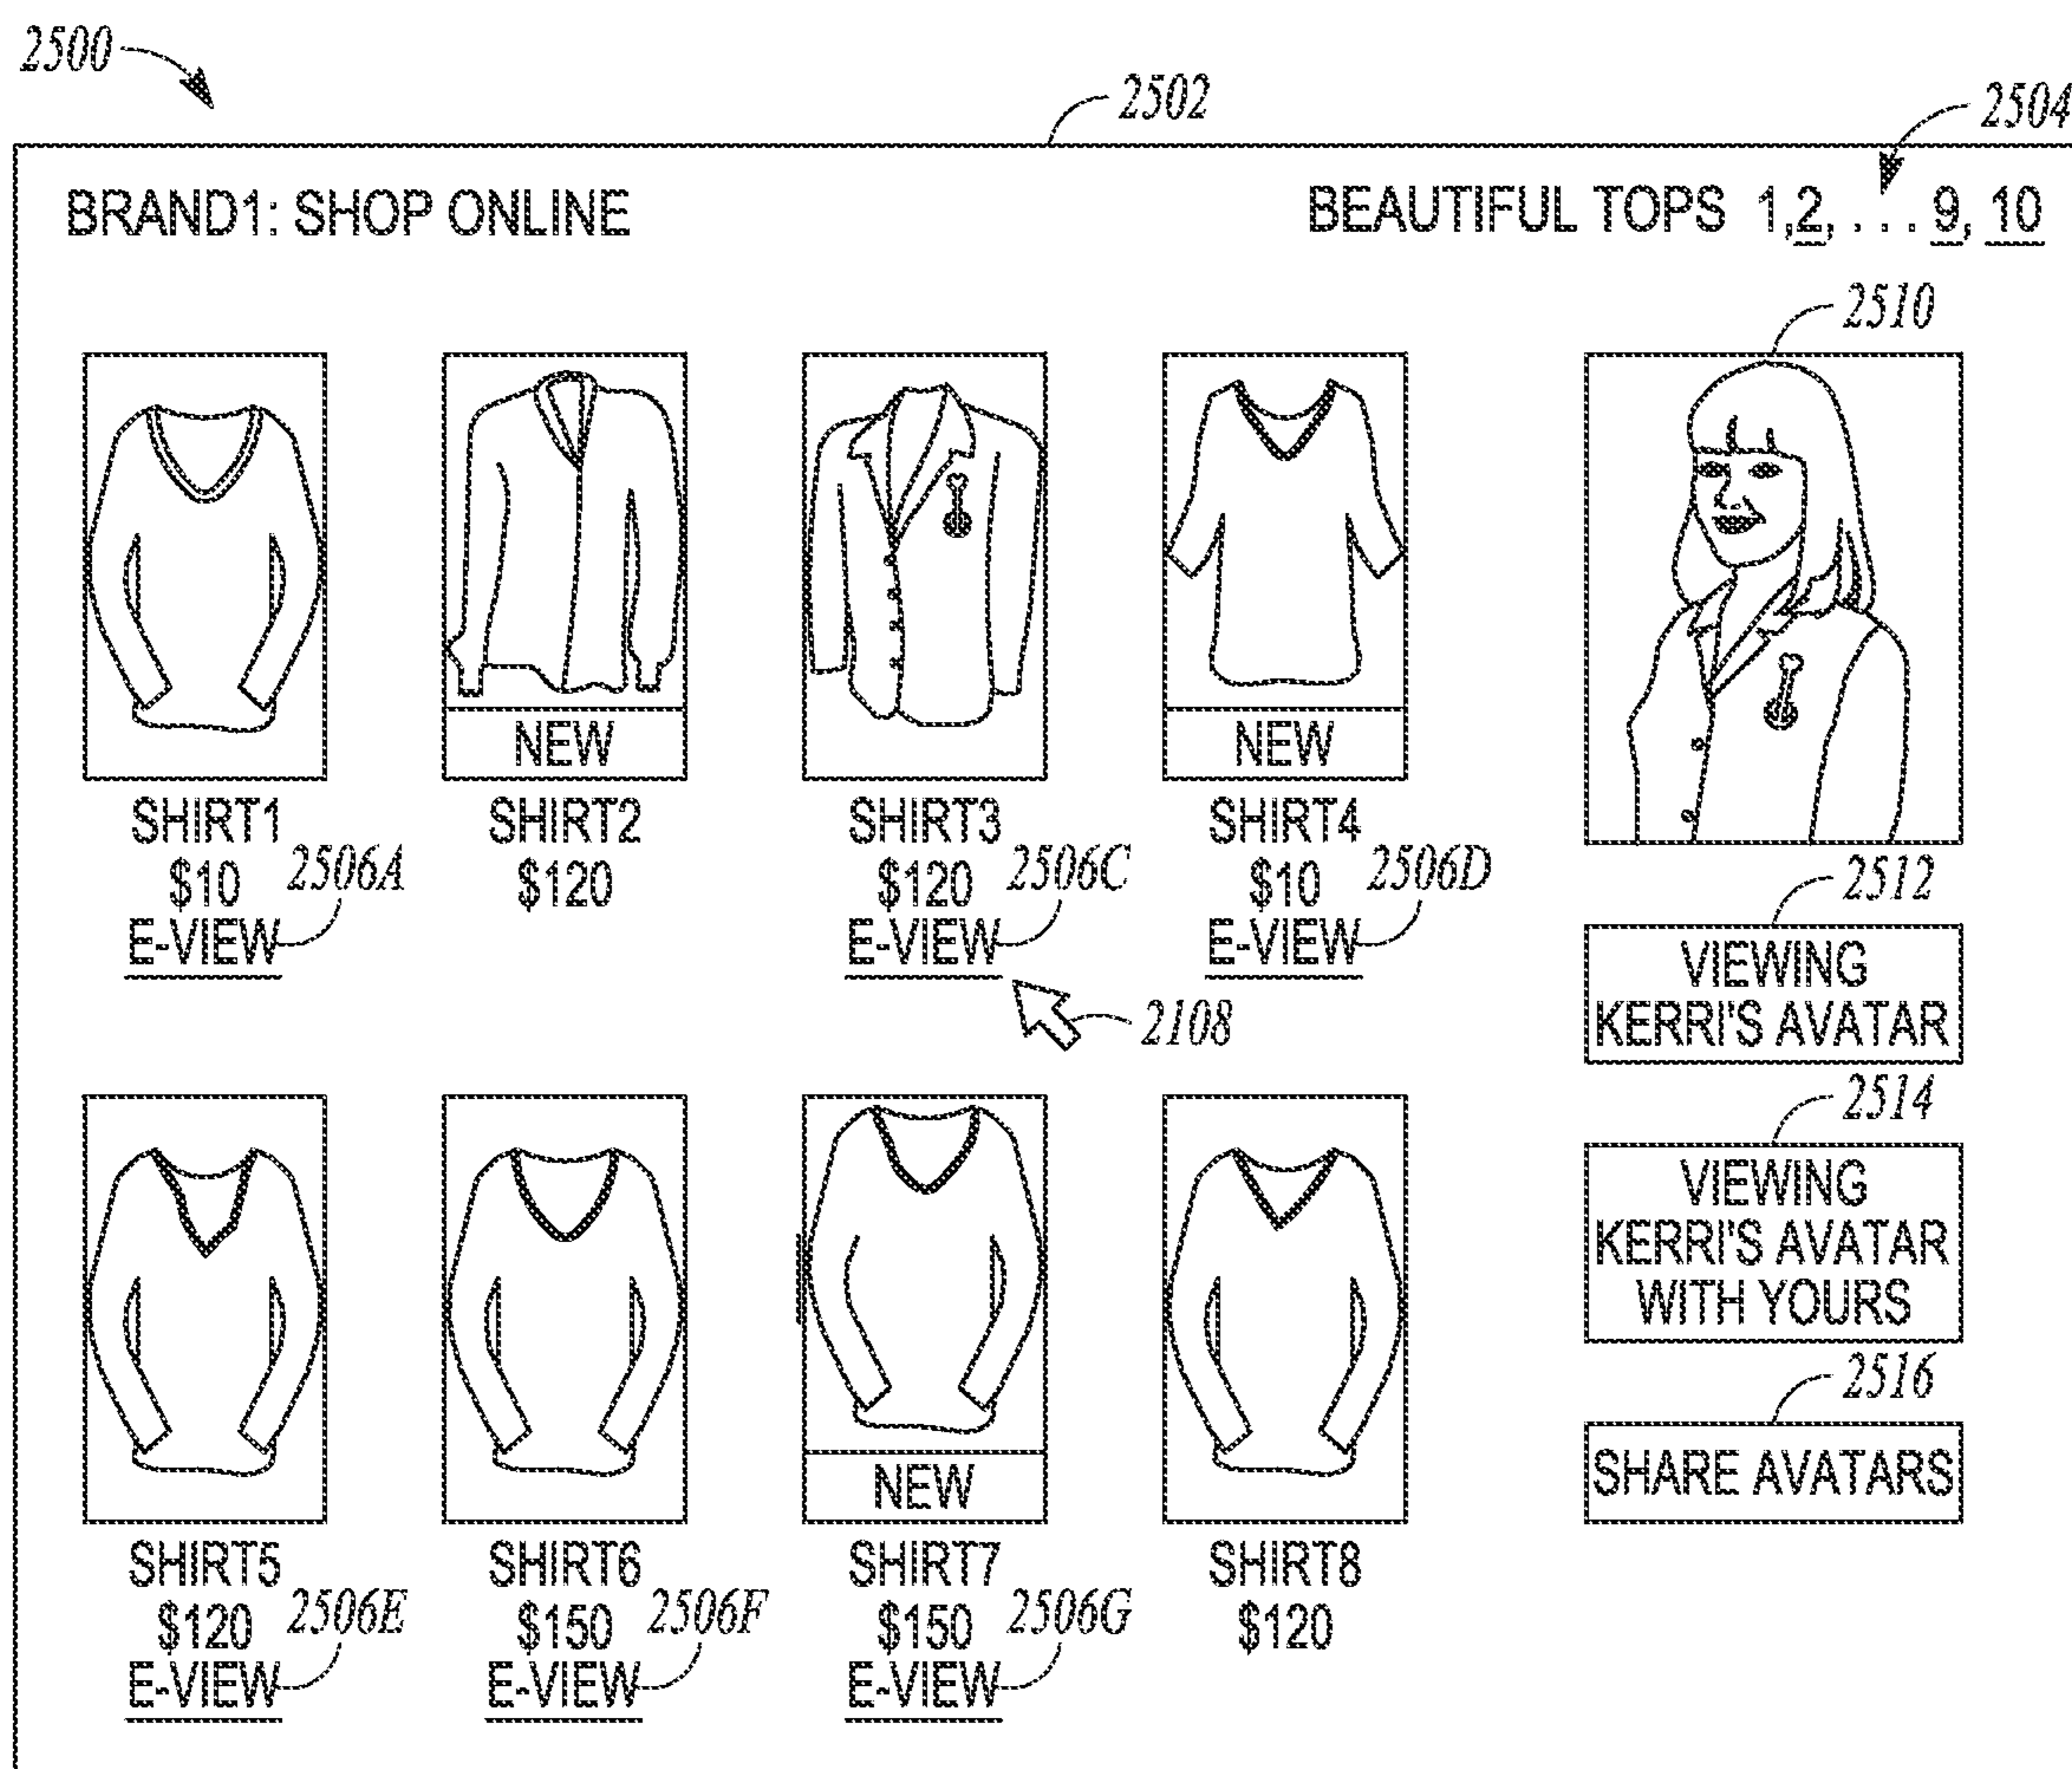 2500
2502
2504
BRAND1: SHOP ONLINE
BEAUTIFUL TOPS 1,2, . . . 9, 10
2510
NEW
NEW
SHIRT1
$10
E-VIEW
2506A
SHIRT2
$120
SHIRT3
$120
E-VIEW
2506C
SHIRT4
$10
E-VIEW
2506D
2108
2512
VIEWING
KERRI'S AVATAR
2514
VIEWING
KERRI'S AVATAR
WITH YOURS
2516
SHARE AVATARS
NEW
SHIRT5
$120
E-VIEW
2506E
SHIRT6
$150
E-VIEW
2506F
SHIRT7
$150
E-VIEW
2506G
SHIRT8
$120